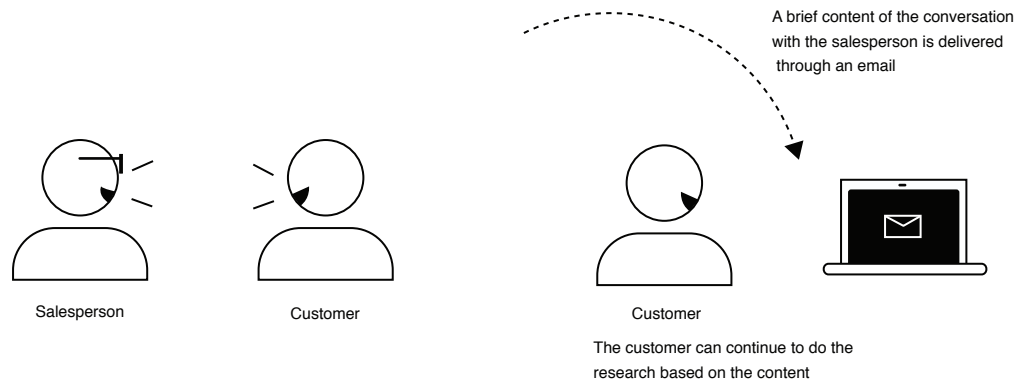 A brief content of the conversation
with the salesperson is delivered
through an email
Salesperson
Customer
Customer
The customer can continue to do the
research based on the content